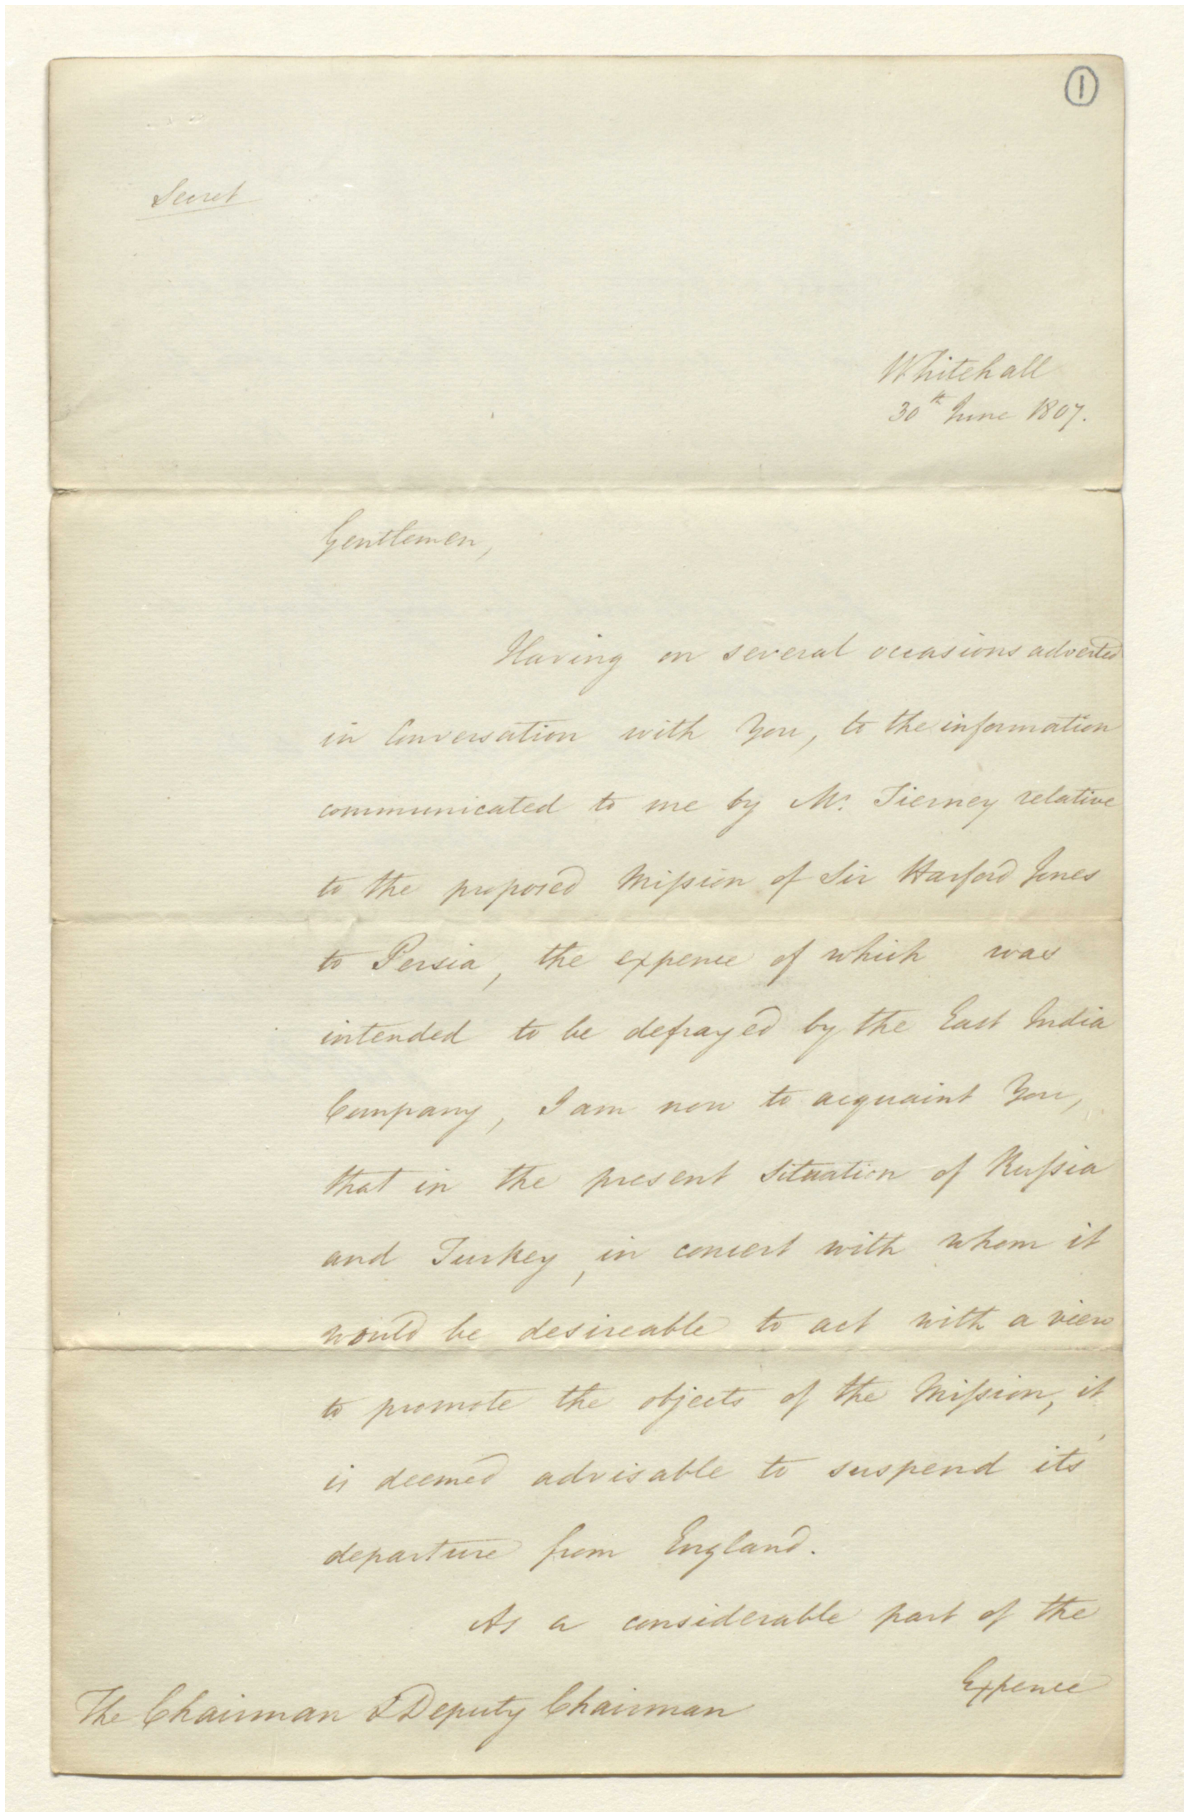 1
Secret
Whitehall
30th June 1807.
Gentlemen,
Having on several occasions adverted
in Conversation with You, to the information
communicated to me by Mr. Tierney relative
to the proposed Mission of Sir Harford Jones
to Persia, the expence of which was
intended to be defrayed by the East India
Company, I am now to acquaint You,
that in the present Situation of Russia
and Turkey, in concert with whom it
would be desireable to act with a view
to promote the objects of the Mission, it
is deemed advisable to suspend its
departure from England.
As a considerable part of the
Expence
The Chairman & Deputy Chairman